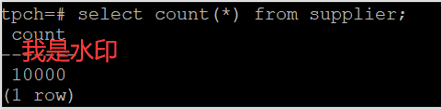 tpch=# select count(*) from supplier;
count
我是水印
-------
10000
(1 row)